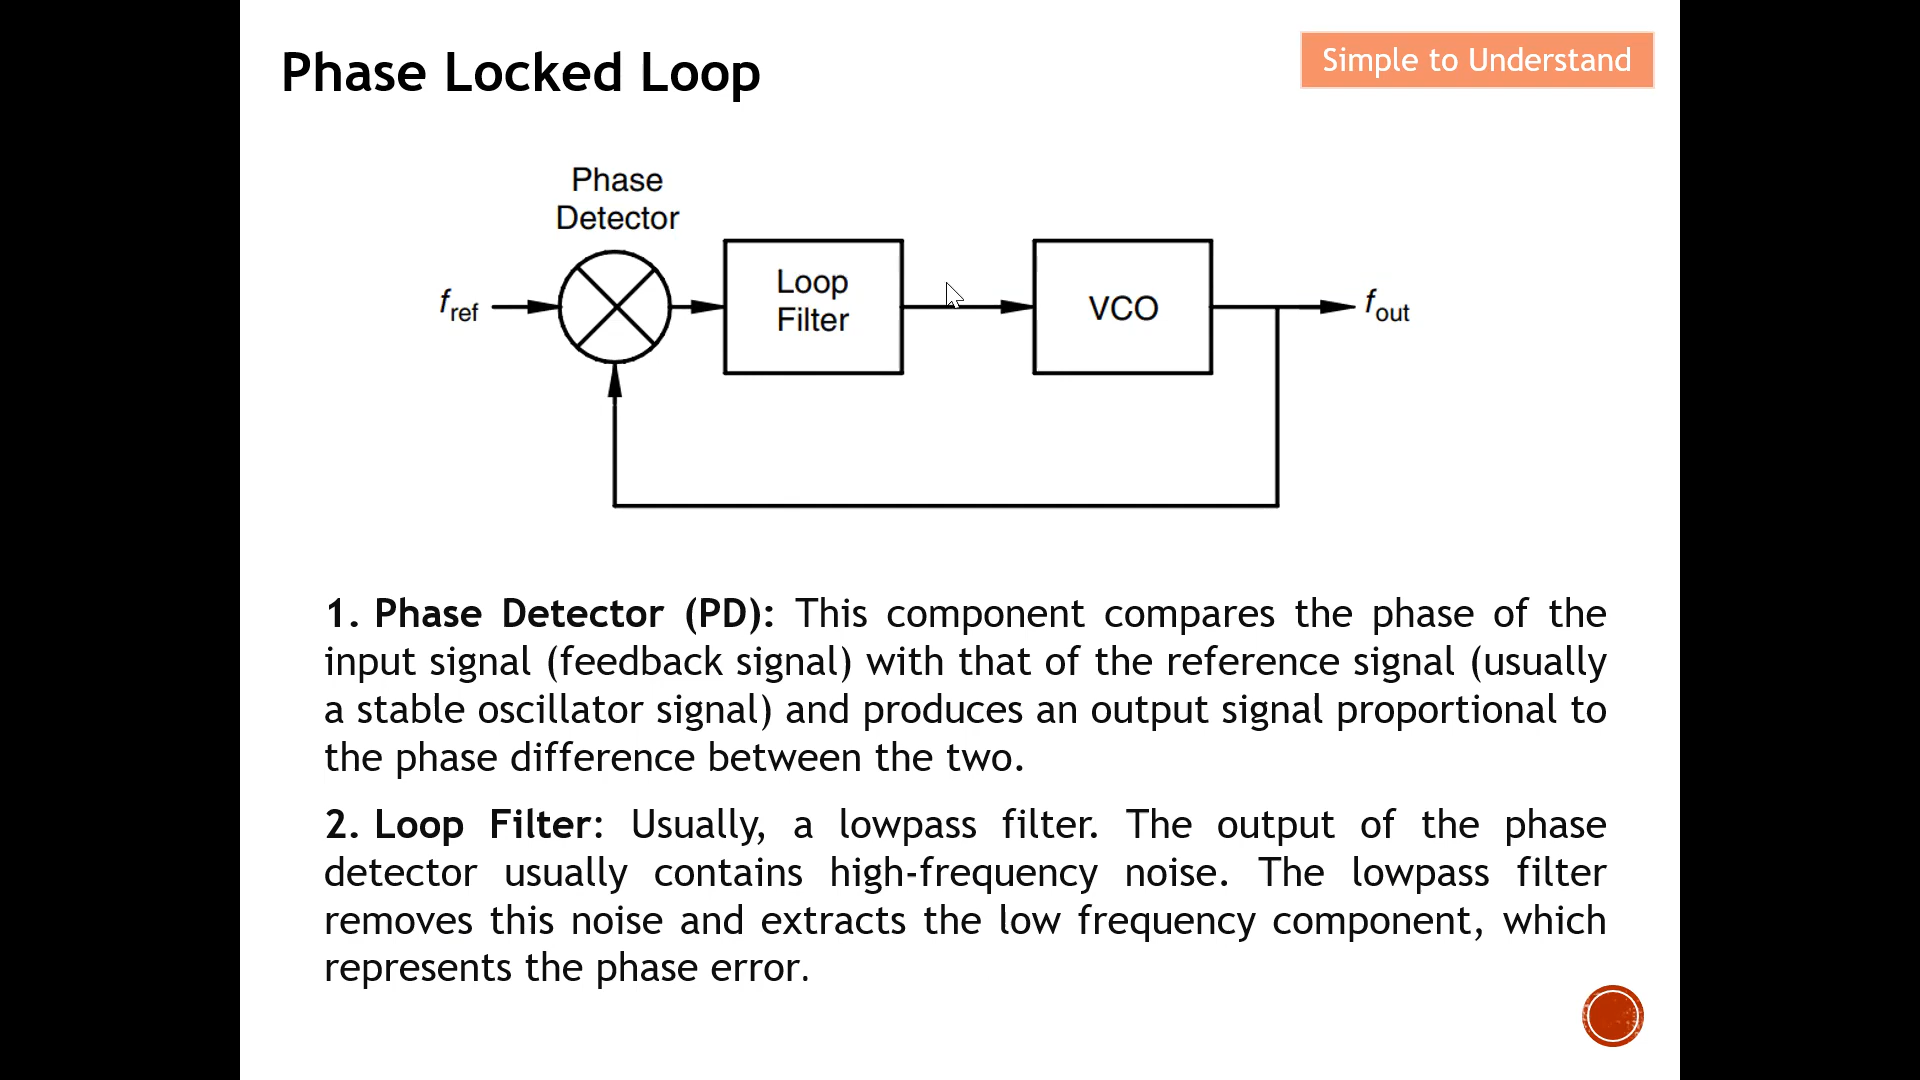 Phase Locked Loop
Simple to Understand
Phase
Detector
fref
Loop
Filter
VCO
fout
1. Phase Detector (PD): This component compares the phase of the
input signal (feedback signal) with that of the reference signal (usually
a stable oscillator signal) and produces an output signal proportional to
the phase difference between the two.
2. Loop Filter: Usually, a lowpass filter. The output of the phase
detector usually contains high-frequency noise. The lowpass filter
removes this noise and extracts the low frequency component, which
represents the phase error.